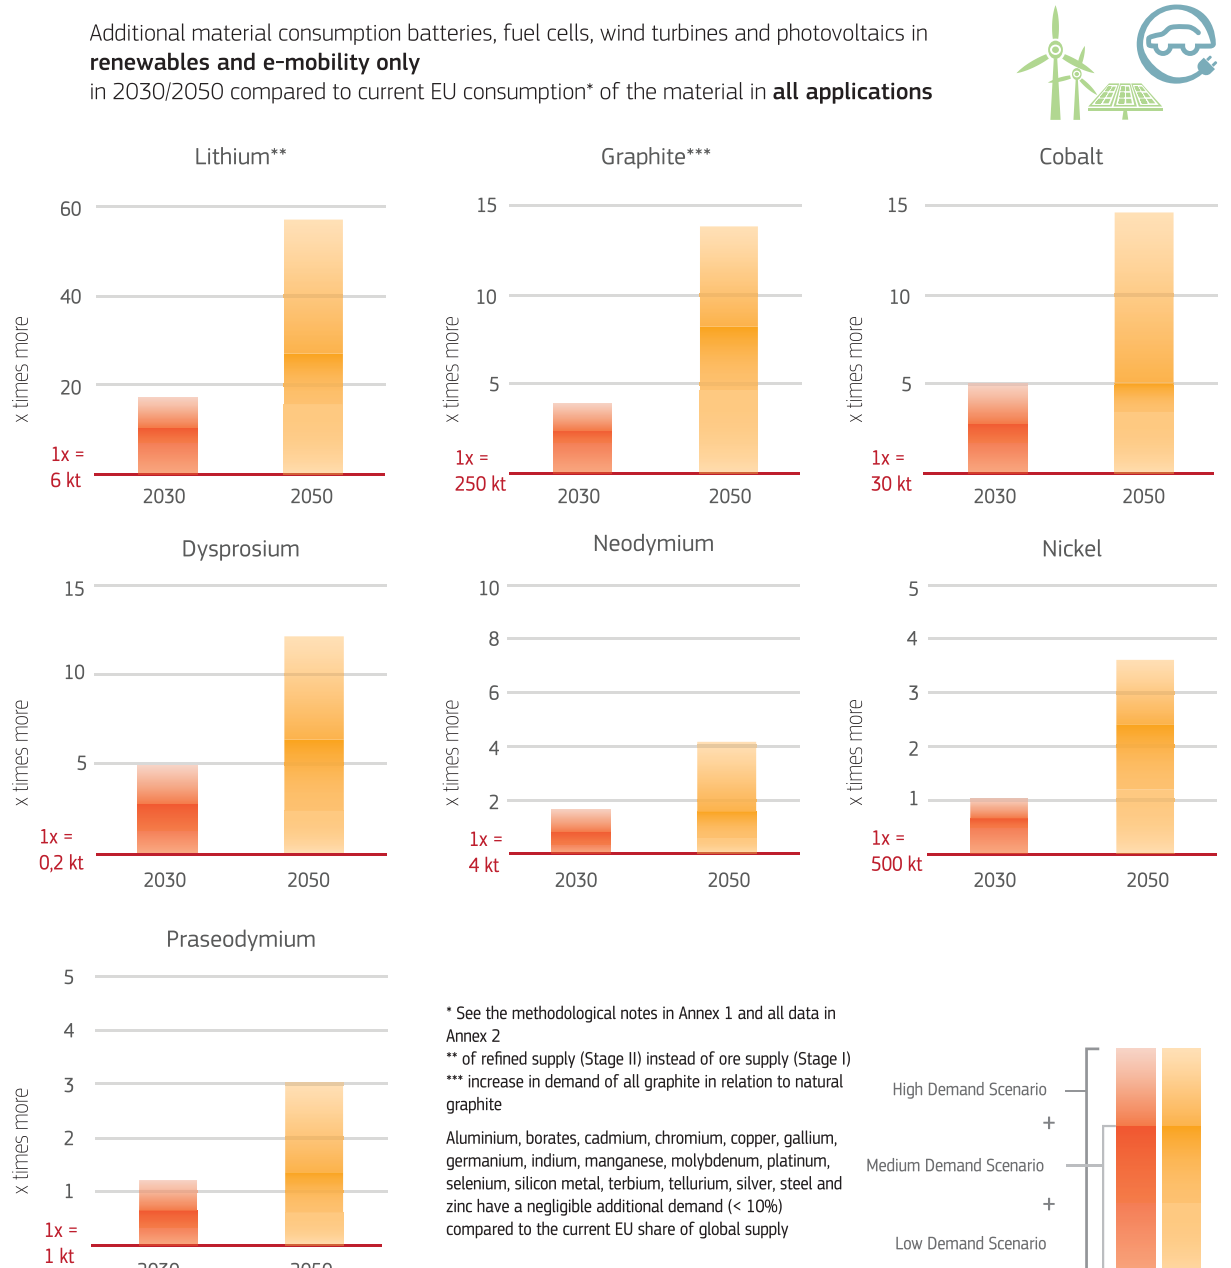 Additional material consumption batteries, fuel cells, wind turbines and photovoltaics in
renewables and e-mobility only
in 2030/2050 compared to current EU consumption* of the material in all applications
Lithium**
60
40
20
x times more
1x =
6 kt
2030
2050
Graphite***
15
10
5
x times more
1x =
250 kt
2030
2050
Cobalt
15
10
5
x times more
1x =
30 kt
2030
2050
Dysprosium
15
10
5
x times more
1x =
0,2 kt
2030
2050
Neodymium
10
8
6
4
2
x times more
1x =
4 kt
2030
2050
Nickel
5
4
3
2
1
x times more
1x =
500 kt
2030
2050
Praseodymium
5
4
3
2
1
x times more
1x =
1 kt
2030
2050
* See the methodological notes in Annex 1 and all data in
Annex 2
** of refined supply (Stage II) instead of ore supply (Stage I)
*** increase in demand of all graphite in relation to natural
graphite
Aluminium, borates, cadmium, chromium, copper, gallium,
germanium, indium, manganese, molybdenum, platinum,
selenium, silicon metal, terbium, tellurium, silver, steel and
zinc have a negligible additional demand (< 10%)
compared to the current EU share of global supply
High Demand Scenario
+
Medium Demand Scenario
+
Low Demand Scenario